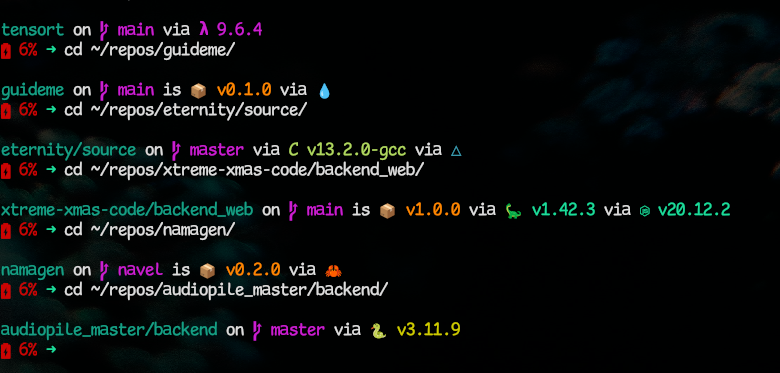 tensort on main via λ 9.6.4
6% ➜ cd ~/repos/guideme/
guideme on main is 📦 v0.1.0 via 💧
6% ➜ cd ~/repos/eternity/source/
eternity/source on master via C v13.2.0-gcc via △
6% ➜ cd ~/repos/xtreme-xmas-code/backend_web/
xtreme-xmas-code/backend_web on main is 📦 v1.0.0 via 🦕 v1.42.3 via v20.12.2
6% ➜ cd ~/repos/namagen/
namagen on navel is 📦 v0.2.0 via 🦀
6% ➜ cd ~/repos/audiopile_master/backend/
audiopile_master/backend on master via 🐍 v3.11.9
6% ➜